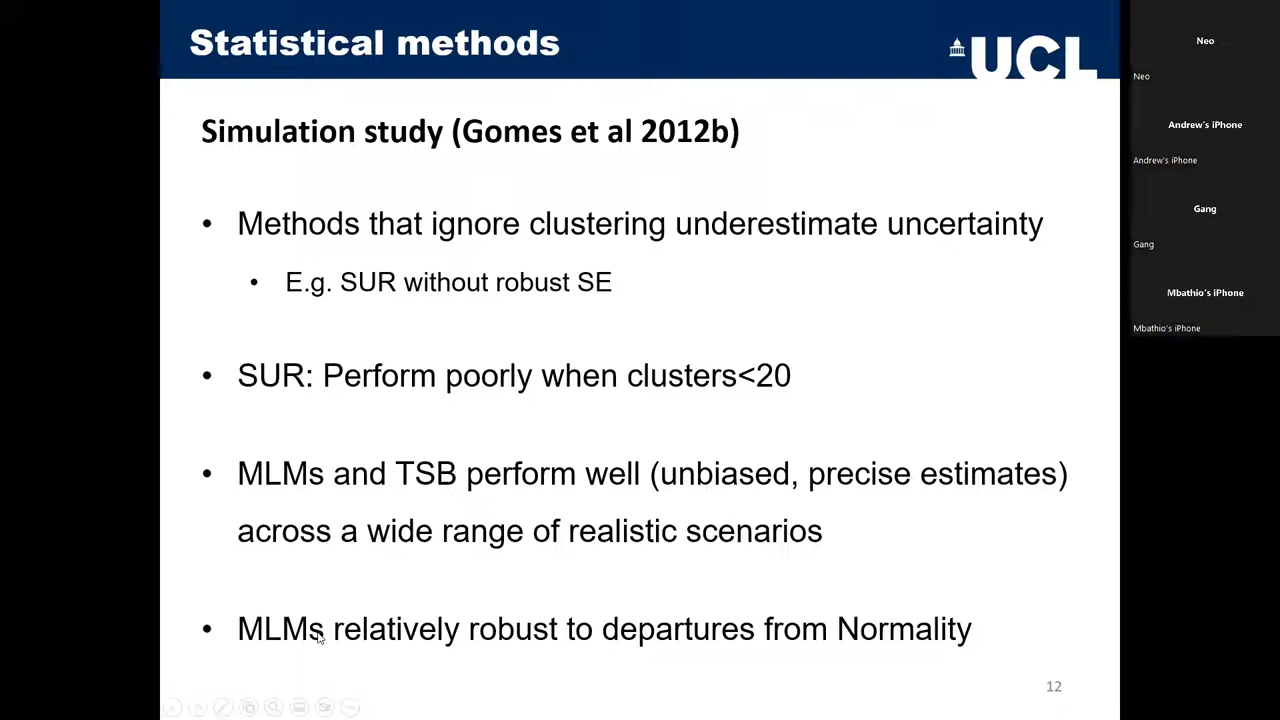 Statistical methods
UCL
Simulation study (Gomes et al 2012b)
• Methods that ignore clustering underestimate uncertainty
• E.g. SUR without robust SE
• SUR: Perform poorly when clusters<20
• MLMs and TSB perform well (unbiased, precise estimates)
across a wide range of realistic scenarios
• MLMs relatively robust to departures from Normality
12
Neo
Neo
Andrew's iPhone
Andrew's iPhone
Gang
Gang
Mbathio's iPhone
Mbathio's iPhone